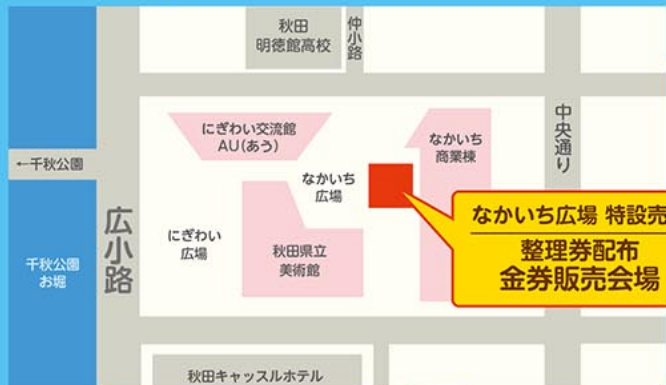 秋田
明徳館高校
仲小路
にぎわい交流館
AU(あう)
なかいち
商業棟
中央通り
←千秋公園
なかいち
広場
広小路
にぎわい
広場
秋田県立
美術館
千秋公園
お堀
なかいち広場 特設売
整理券配布
金券販売会場
秋田キャッスルホテル